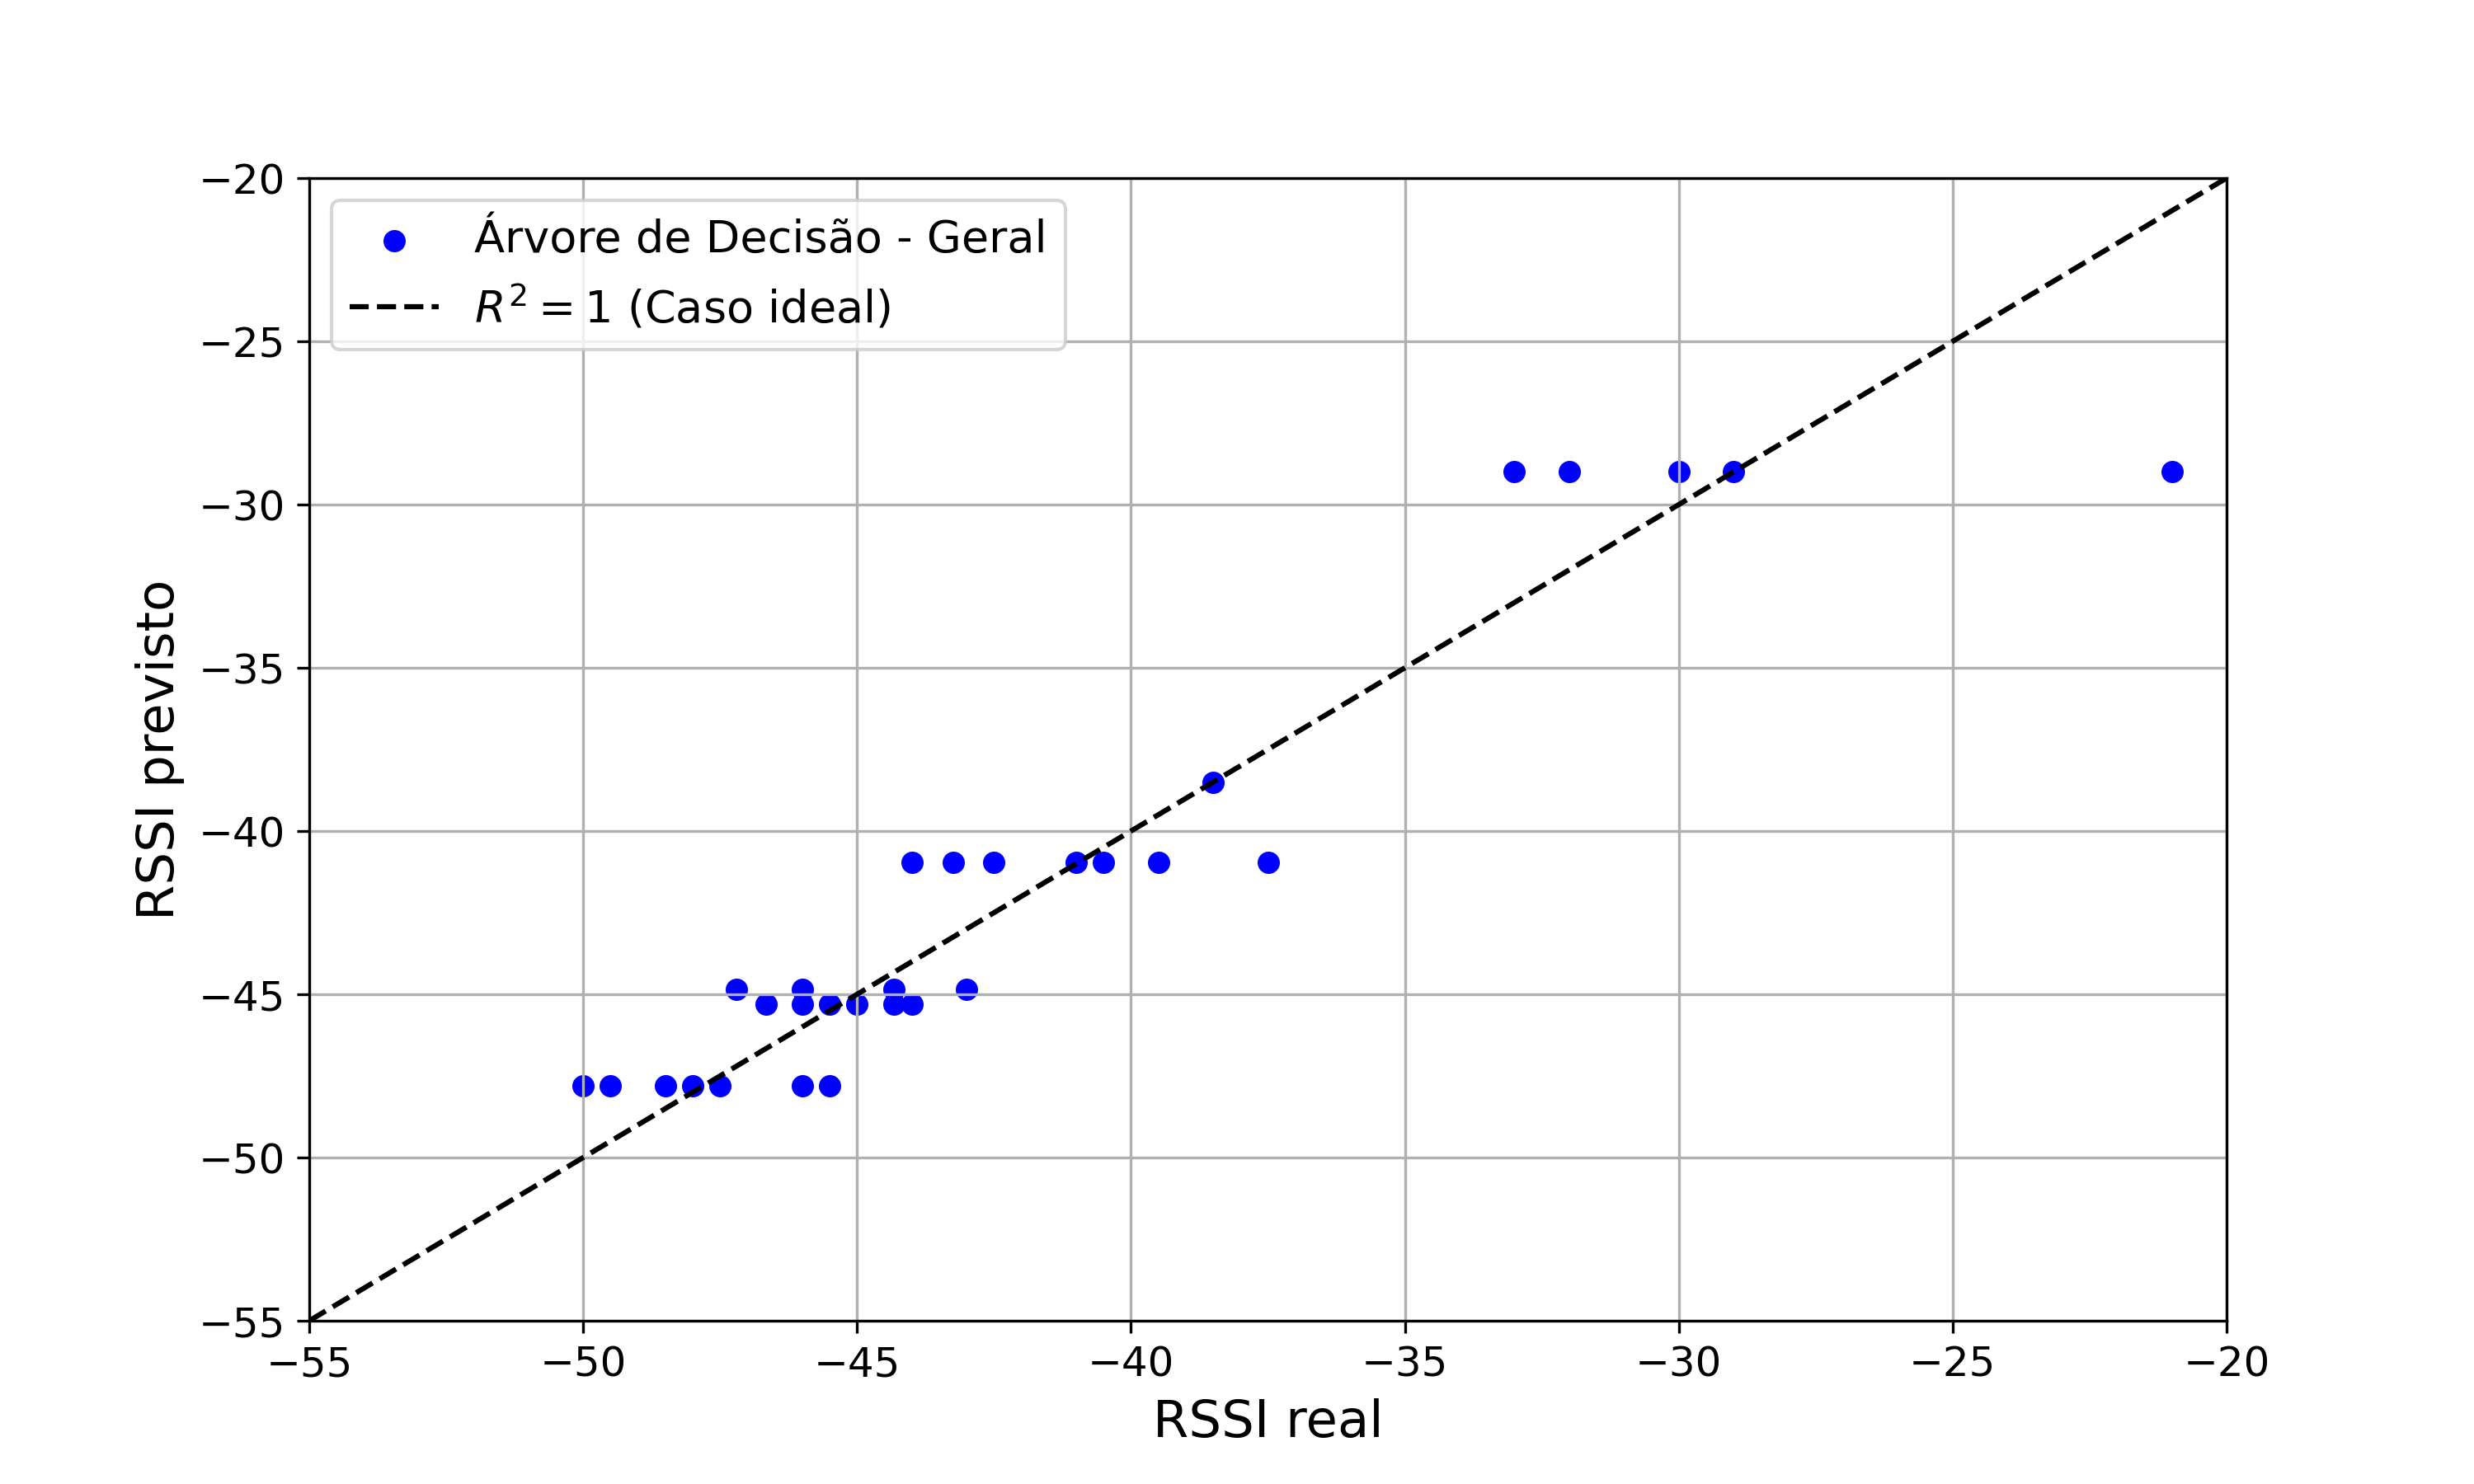 Árvore de Decisão - Geral
R² = 1 (Caso ideal)
RSSI previsto
−20
−25
−30
−35
−40
−45
−50
−55
−55 −50 −45 −40 −35 −30 −25 −20
RSSI real